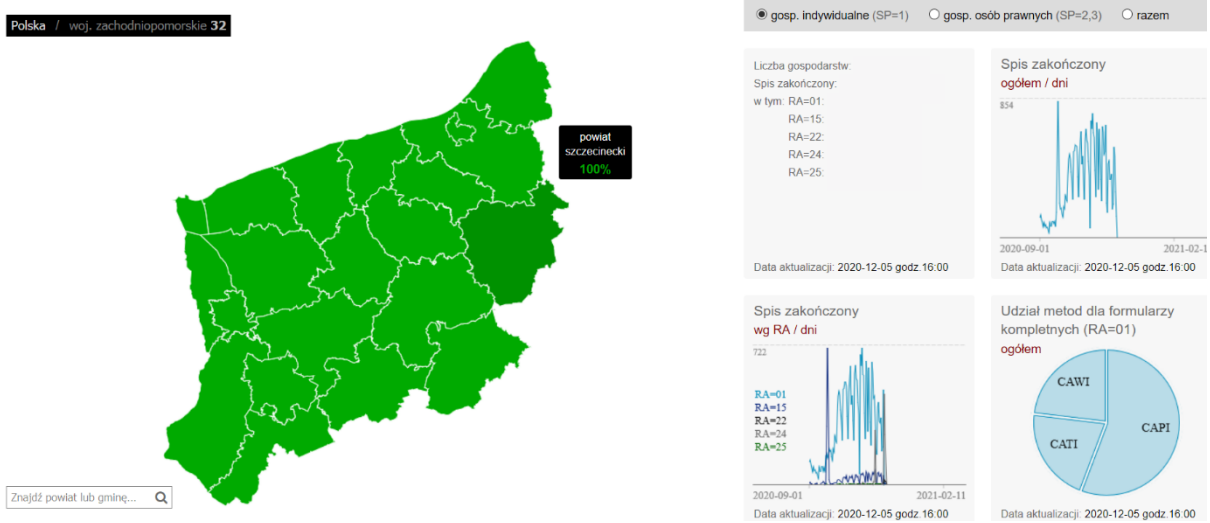 Polska / woj. zachodniopomorskie 32
powiat
szczecinecki
100%
Znajdź powiat lub gminę...
gosp. indywidualne (SP=1) gosp. osób prawnych (SP=2,3) razem
Liczba gospodarstw:
Spis zakończony:
w tym: RA=01:
RA=15:
RA=22:
RA=24:
RA=25:
Data aktualizacji: 2020-12-05 godz.16:00
Spis zakończony
ogółem / dni
854
2020-09-01 2021-02-1
Data aktualizacji: 2020-12-05 godz.16:00
Spis zakończony
wg RA / dni
722
RA=01
RA=15
RA=22
RA=24
RA=25
2020-09-01 2021-02-11
Data aktualizacji: 2020-12-05 godz.16:00
Udział metod dla formularzy
kompletnych (RA=01)
ogółem
CAWI
CAPI
CATI
Data aktualizacji: 2020-12-05 godz.16:00